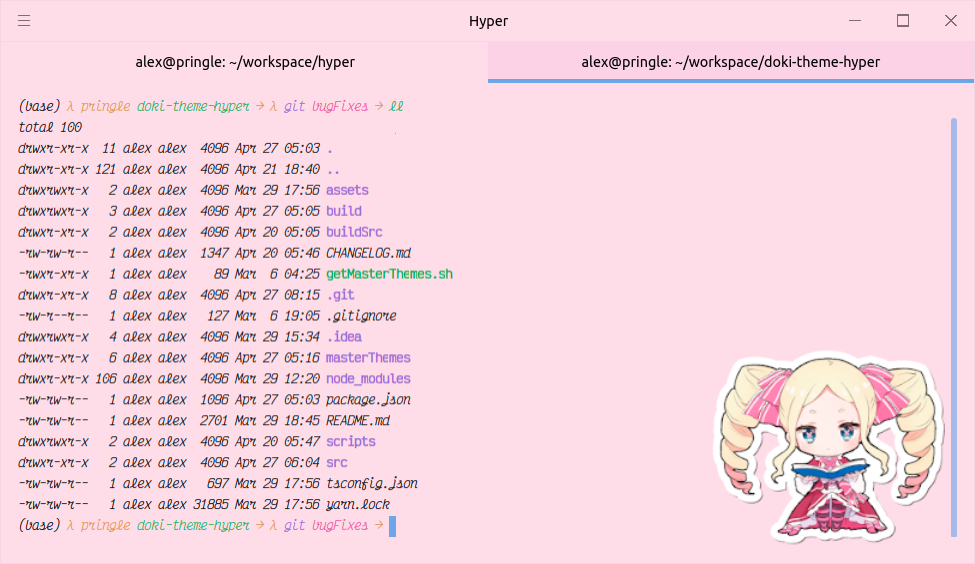 Hyper
alex@pringle: ~/workspace/hyper
alex@pringle: ~/workspace/doki-theme-hyper
(base) λ pringle doki-theme-hyper → λ git bugFixes → ll
total 100
drwxr-xr-x  11 alex alex  4096 Apr 27 05:03 .
drwxr-xr-x 121 alex alex  4096 Apr 21 18:40 ..
drwxrwxr-x   2 alex alex  4096 Mar 29 17:56 assets
drwxrwxr-x   3 alex alex  4096 Apr 27 05:05 build
drwxr-xr-x   2 alex alex  4096 Apr 20 05:05 buildSrc
-rw-rw-r--   1 alex alex  1347 Apr 20 05:46 CHANGELOG.md
-rwxr-xr-x   1 alex alex    89 Mar  6 04:25 getMasterThemes.sh
drwxr-xr-x   8 alex alex  4096 Apr 27 08:15 .git
-rw-r--r--   1 alex alex   127 Mar  6 19:05 .gitignore
drwxrwxr-x   4 alex alex  4096 Mar 29 15:34 .idea
drwxr-xr-x   6 alex alex  4096 Apr 27 05:16 masterThemes
drwxr-xr-x 106 alex alex  4096 Mar 29 12:20 node_modules
-rw-rw-r--   1 alex alex  1096 Apr 27 05:03 package.json
-rw-rw-r--   1 alex alex  2701 Mar 29 18:45 README.md
drwxrwxr-x   2 alex alex  4096 Apr 20 05:47 scripts
drwxr-xr-x   2 alex alex  4096 Apr 27 06:04 src
-rw-rw-r--   1 alex alex   697 Mar 29 17:56 tsconfig.json
-rw-rw-r--   1 alex alex 31885 Mar 29 17:56 yarn.lock
(base) λ pringle doki-theme-hyper → λ git bugFixes →